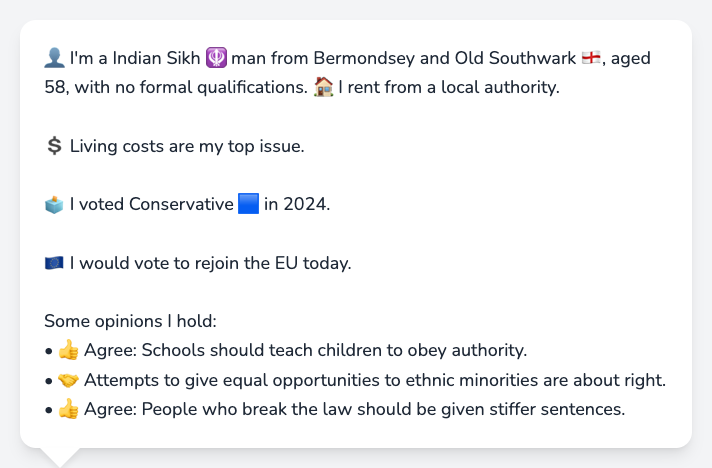 👤 I'm a Indian Sikh 🪯 man from Bermondsey and Old Southwark 🏴󠁧󠁢󠁥󠁮󠁧󠁿, aged
58, with no formal qualifications. 🏠 I rent from a local authority.
💲 Living costs are my top issue.
🗳️ I voted Conservative 🟦 in 2024.
🇪🇺 I would vote to rejoin the EU today.
Some opinions I hold:
• 👍 Agree: Schools should teach children to obey authority.
• 🤝 Attempts to give equal opportunities to ethnic minorities are about right.
• 👍 Agree: People who break the law should be given stiffer sentences.